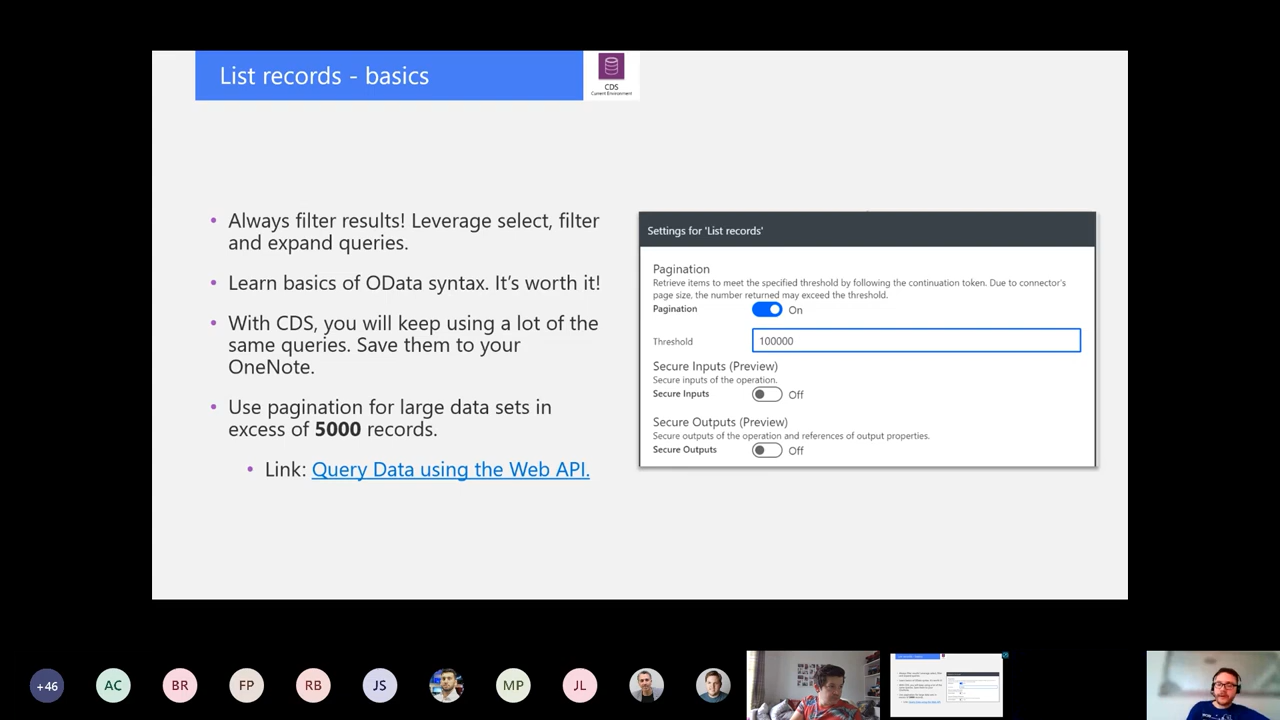 List records - basics
CDS
Current Environment
• Always filter results! Leverage select, filter
and expand queries.
• Learn basics of OData syntax. It's worth it!
• With CDS, you will keep using a lot of the
same queries. Save them to your
OneNote.
• Use pagination for large data sets in
excess of 5000 records.
• Link: Query Data using the Web API.
Settings for 'List records'
Pagination
Retrieve items to meet the specified threshold by following the continuation token. Due to connector's
page size, the number returned may exceed the threshold.
Pagination
On
Threshold
100000
Secure Inputs (Preview)
Secure inputs of the operation.
Secure Inputs
Off
Secure Outputs (Preview)
Secure outputs of the operation and references of output properties.
Secure Outputs
Off
+46
AC
BR
RB
JL
List records - basics